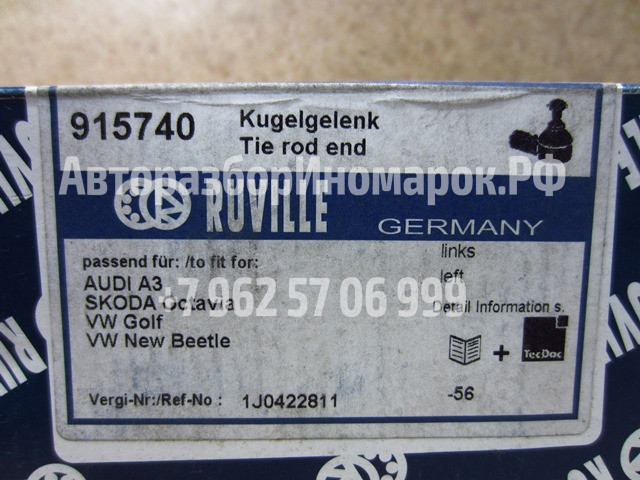 915740
Kugelgelenk
Tie rod end
АвторазборИномарок.РФ
RUVILLE
GERMANY
passend für: /to fit for:
links
AUDI A3
left
+7 962 57 06 999
SKODA Octavia
Detail Information s.
VW Golf
VW New Beetle
+
TecDoc
Vergl-Nr:/Ref-No : 1J0422811
-56